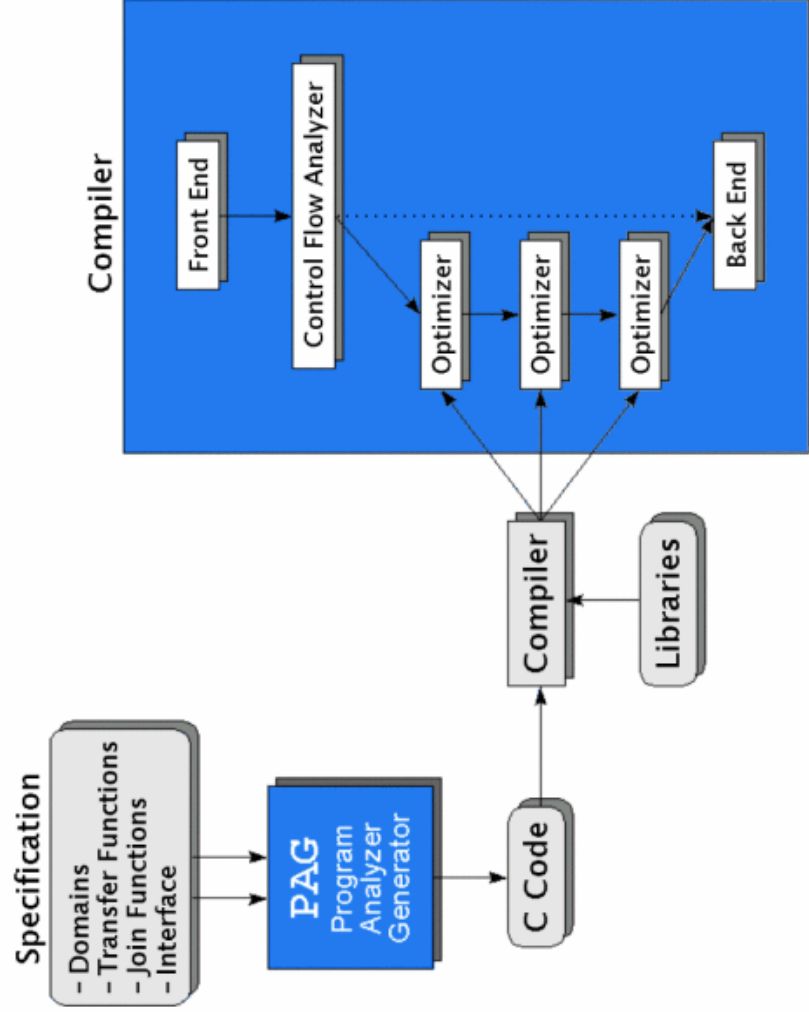 Specification
- Domains
- Transfer Functions
- Join Functions
- Interface
PAG
Program
Analyzer
Generator
C Code
Compiler
Libraries
Compiler
Front End
Control Flow Analyzer
Optimizer
Optimizer
Optimizer
Back End